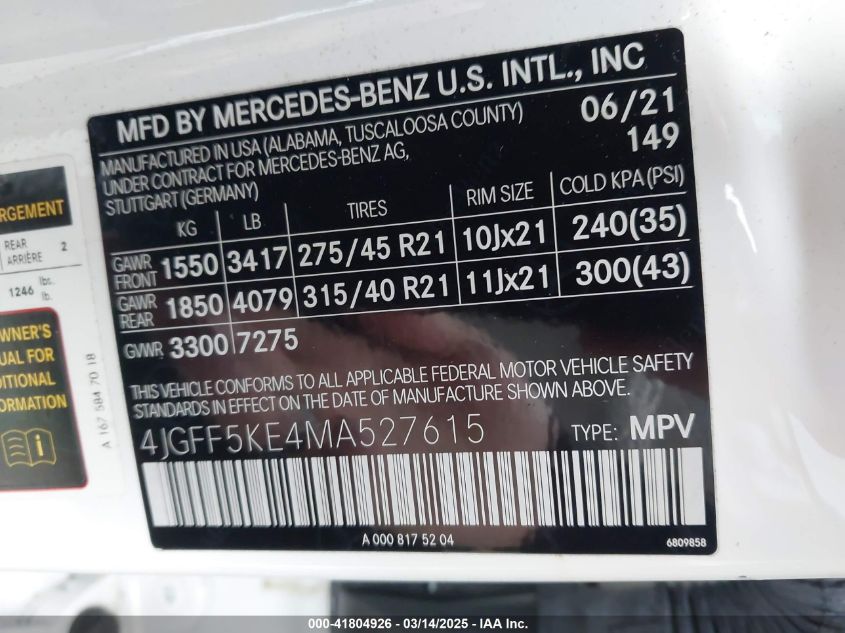 MFD BY MERCEDES-BENZ U.S. INTL., INC
MANUFACTURED IN USA (ALABAMA, TUSCALOOSA COUNTY) 06/21
UNDER CONTRACT FOR MERCEDES-BENZ AG, 149
STUTTGART (GERMANY)
KG LB TIRES RIM SIZE COLD KPA (PSI)
GAWR FRONT 1550 3417 275/45 R21 10Jx21 240(35)
GAWR REAR 1850 4079 315/40 R21 11Jx21 300(43)
GVWR 3300 7275
THIS VEHICLE CONFORMS TO ALL APPLICABLE FEDERAL MOTOR VEHICLE SAFETY
STANDARDS IN EFFECT ON THE DATE OF MANUFACTURE SHOWN ABOVE.
4JGFF5KE4MA527615 TYPE: MPV
A 000 817 52 04 6809858
RGEMENT
REAR 2
ARRIÈRE
1246 lbs.
lb.
WNER'S
UAL FOR
DITIONAL
ORMATION
A 167 584 70 18
000-41804926 - 03/14/2025 - IAA Inc.